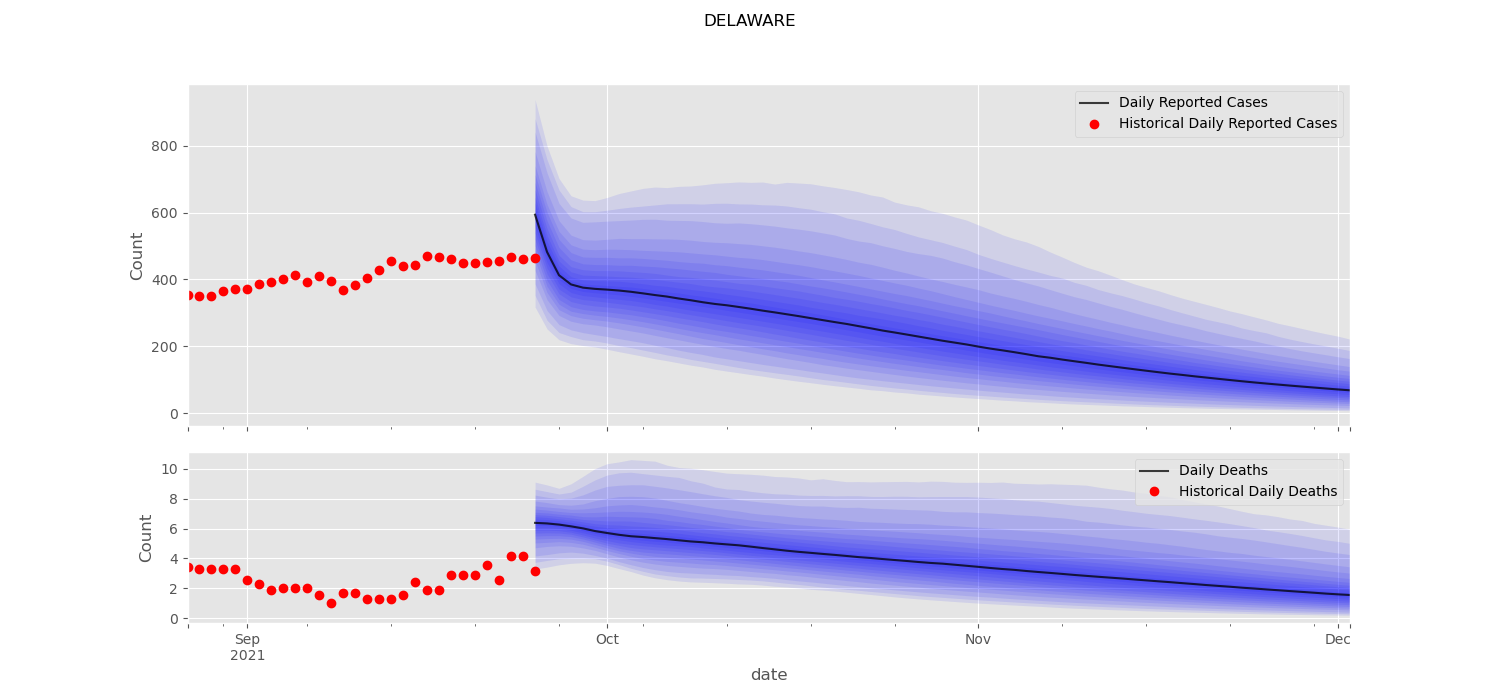 DELAWARE
Count
800
600
400
200
0
Daily Reported Cases
Historical Daily Reported Cases
Count
10
8
6
4
2
0
Daily Deaths
Historical Daily Deaths
Sep
2021
Oct
Nov
Dec
date